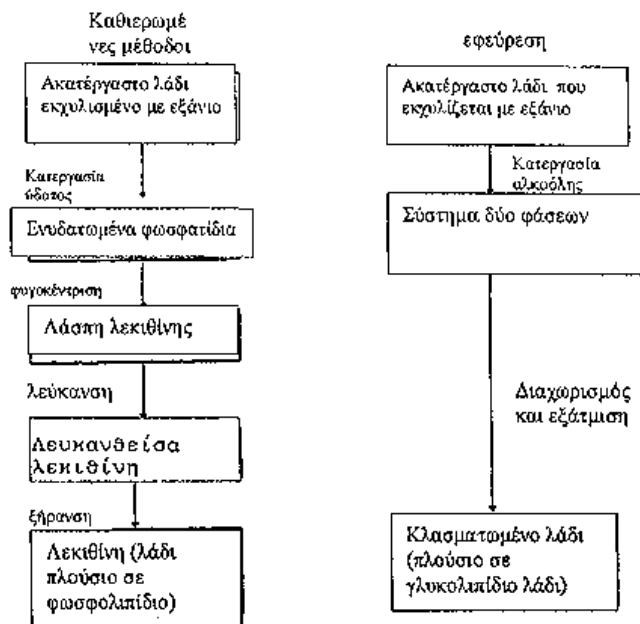 Καθιερωμέ
νες μέθοδοι
Ακατέργαστο λάδι
εκχυλισμένο με εξάνιο
Κατεργασία
ύδατος
Ενυδατωμένα φωσφατίδια
φυγοκέντριση
Λάσπη λεκιθίνης
λεύκανση
Λευκανθείσα
λεκιθίνη
ξήρανση
Λεκιθίνη (λάδι
πλούσιο σε
φωσφολιπίδιο)
εφεύρεση
Ακατέργαστο λάδι που
εκχυλίζεται με εξάνιο
Κατεργασία
αλκοόλης
Σύστημα δύο φάσεων
Διαχωρισμός
και εξάτμιση
Κλασματωμένο λάδι
(πλούσιο σε
γλυκολιπίδιο λάδι)